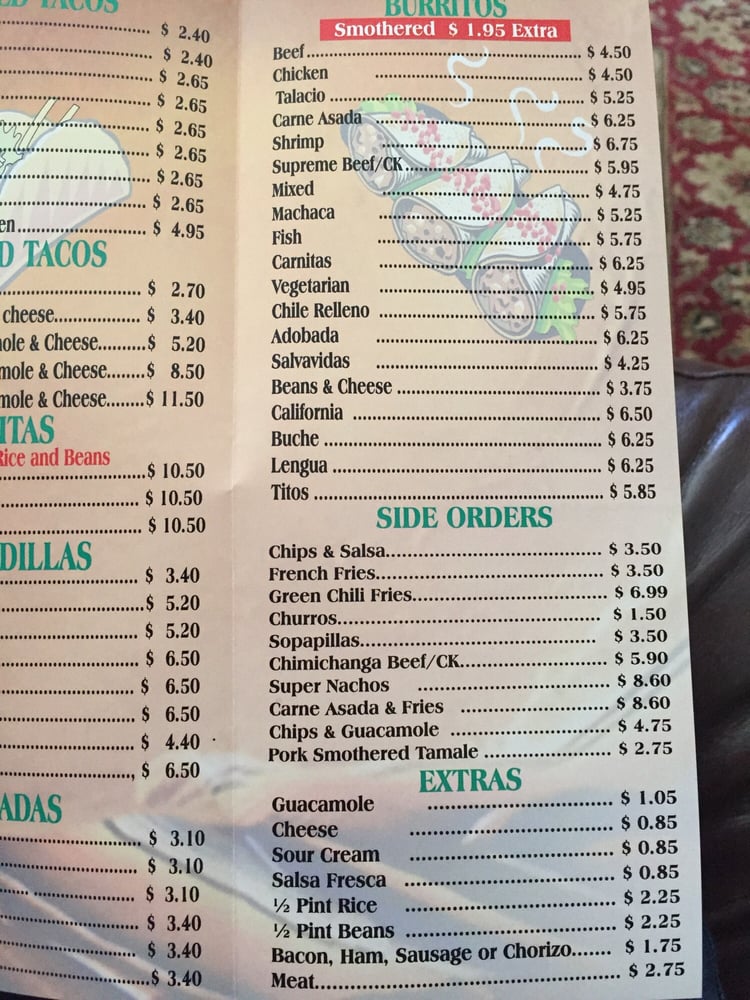 ED TACOS
$ 2.40
$ 2.40
$ 2.65
$ 2.65
$ 2.65
$ 2.65
$ 2.65
$ 2.65
en.................. $ 4.95
D TACOS
$ 2.70
cheese................. $ 3.40
ole & Cheese.........$ 5.20
mole & Cheese.......$ 8.50
mole & Cheese.......$ 11.50
ITAS
Rice and Beans
$ 10.50
$ 10.50
$ 10.50
DILLAS
$ 3.40
$ 5.20
$ 5.20
$ 6.50
$ 6.50
$ 6.50
$ 4.40
$ 6.50
ADAS
$ 3.10
$ 3.10
$ 3.10
$ 3.40
$ 3.40
$ 3.40
BURRITOS
Smothered $ 1.95 Extra
Beef................ $ 4.50
Chicken ................ $ 4.50
Talacio ................ $ 5.25
Carne Asada ................ $ 6.25
Shrimp ................ $ 6.75
Supreme Beef/CK................ $ 5.95
Mixed ................ $ 4.75
Machaca ................ $ 5.25
Fish ................ $ 5.75
Carnitas ................ $ 6.25
Vegetarian ................ $ 4.95
Chile Relleno ................ $ 5.75
Adobada ................ $ 6.25
Salvavidas ................ $ 4.25
Beans & Cheese ................ $ 3.75
California ................ $ 6.50
Buche ................ $ 6.25
Lengua ................ $ 6.25
Titos ................ $ 5.85
SIDE ORDERS
Chips & Salsa................ $ 3.50
French Fries................ $ 3.50
Green Chili Fries................ $ 6.99
Churros................ $ 1.50
Sopapillas................ $ 3.50
Chimichanga Beef/CK................ $ 5.90
Super Nachos ................ $ 8.60
Carne Asada & Fries ................ $ 8.60
Chips & Guacamole ................ $ 4.75
Pork Smothered Tamale ................ $ 2.75
EXTRAS
Guacamole ................ $ 1.05
Cheese ................ $ 0.85
Sour Cream ................ $ 0.85
Salsa Fresca ................ $ 0.85
½ Pint Rice ................ $ 2.25
½ Pint Beans ................ $ 2.25
Bacon, Ham, Sausage or Chorizo....... $ 1.75
Meat................ $ 2.75